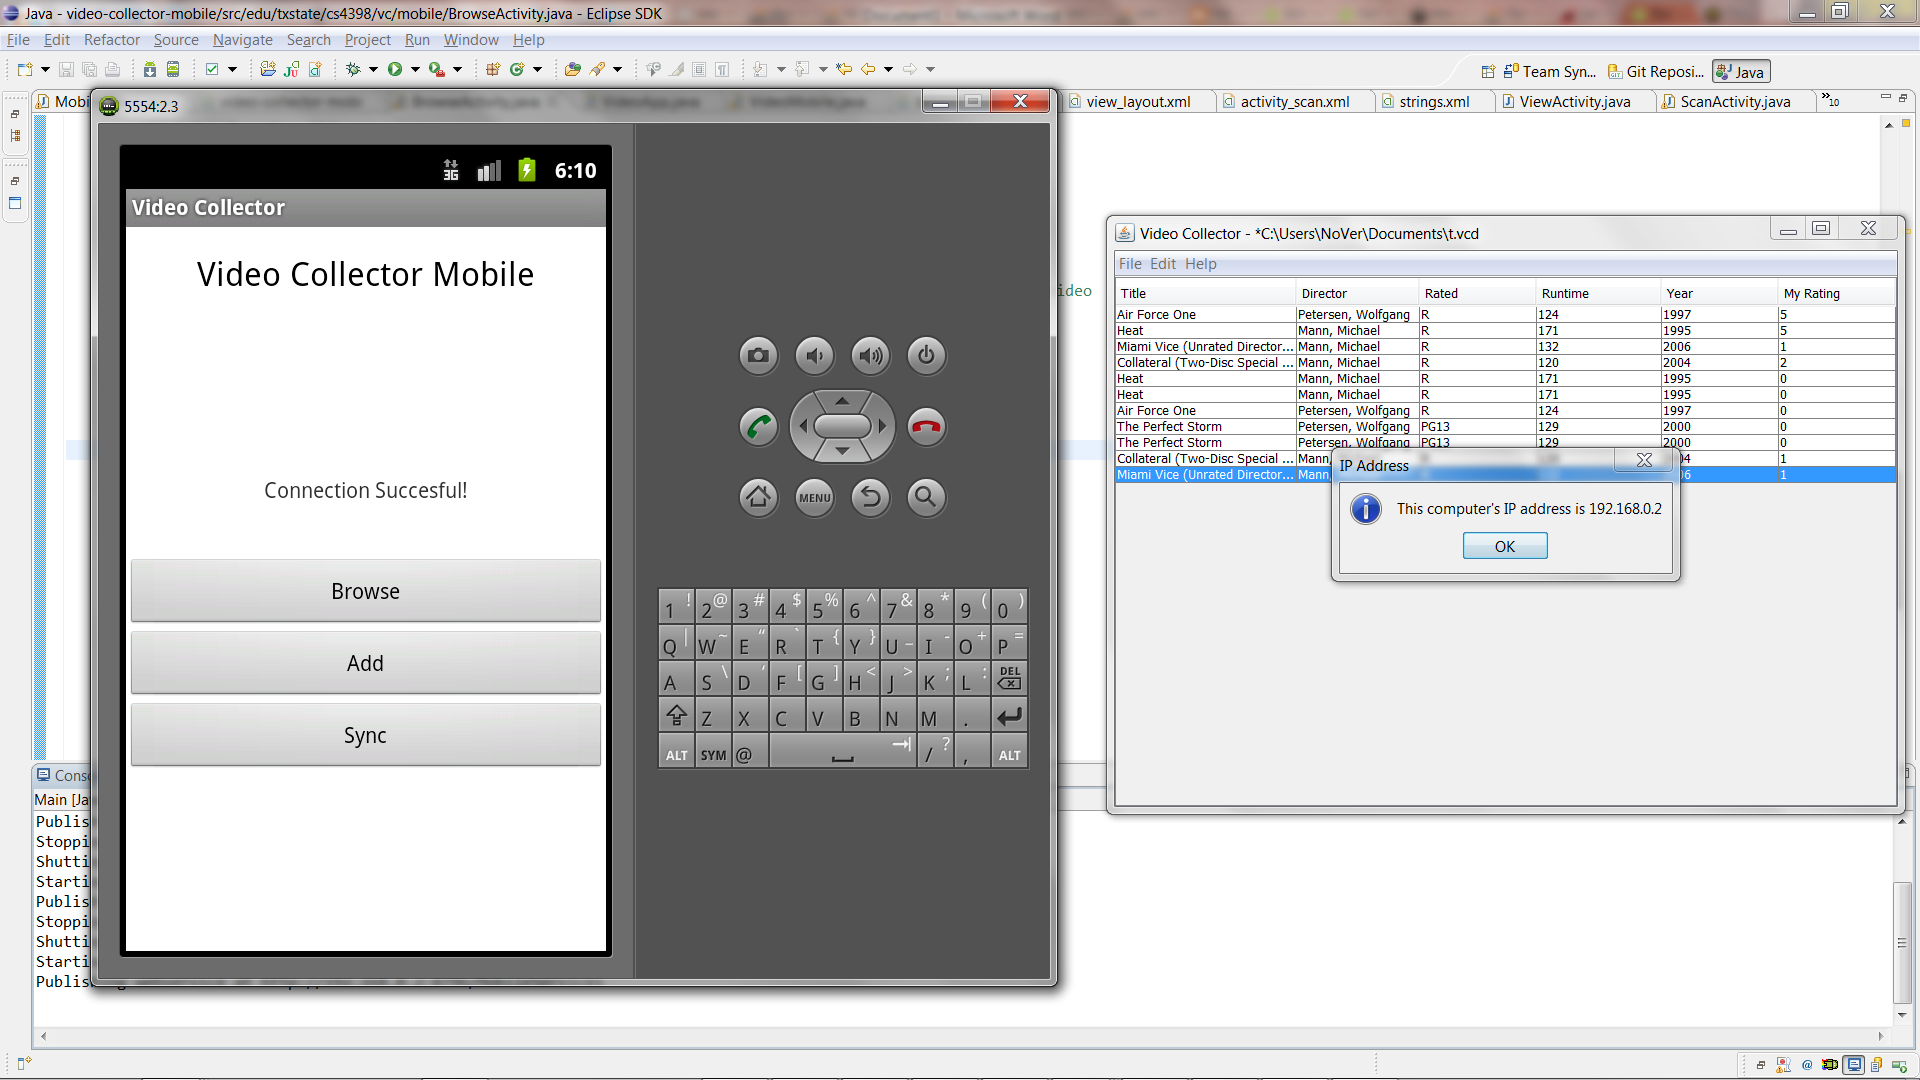 Java - video-collector-mobile/src/edu/txstate/cs4398/vc/mobile/BrowseActivity.java - Eclipse SDK
File Edit Refactor Source Navigate Search Project Run Window Help
Team Syn... Git Reposi... Java
Mobi
view_layout.xml activity_scan.xml strings.xml ViewActivity.java ScanActivity.java »10
5554:2.3
3G 6:10
Video Collector
Video Collector Mobile
Connection Succesful!
Browse
Add
Sync
MENU
1 ! 2 @ 3 # 4 $ 5 % 6 ^ 7 & 8 * 9 ( 0 )
Q | W ~ E " R ` T { Y } U _ I - O + P =
A S \ D ' F [ G ] H < J > K ; L : DEL
Z X C V B N M .
ALT SYM @ / ? , ALT
ideo
Video Collector - *C:\Users\NoVer\Documents\t.vcd
File Edit Help
Title Director Rated Runtime Year My Rating
Air Force One Petersen, Wolfgang R 124 1997 5
Heat Mann, Michael R 171 1995 5
Miami Vice (Unrated Director... Mann, Michael R 132 2006 1
Collateral (Two-Disc Special ... Mann, Michael R 120 2004 2
Heat Mann, Michael R 171 1995 0
Heat Mann, Michael R 171 1995 0
Air Force One Petersen, Wolfgang R 124 1997 0
The Perfect Storm Petersen, Wolfgang PG13 129 2000 0
The Perfect Storm Petersen, Wolfgang PG13 129 2000 0
Collateral (Two-Disc Special ... Mann, 04 1
Miami Vice (Unrated Director... Mann, 06 1
IP Address
This computer's IP address is 192.168.0.2
OK
Conso
Main [Ja
Publis
Stoppi
Shutti
Starti
Publis
Stoppi
Shutti
Starti
Publis